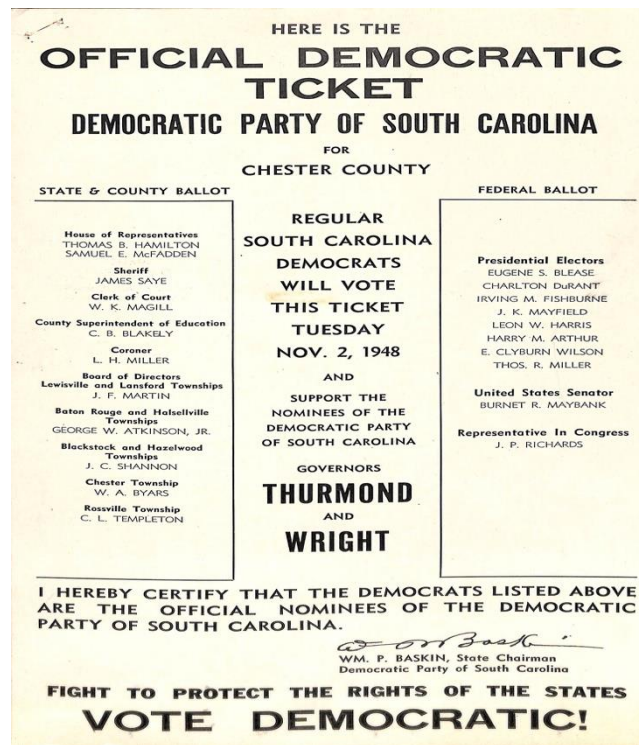 HERE IS THE
OFFICIAL DEMOCRATIC
TICKET
DEMOCRATIC PARTY OF SOUTH CAROLINA
FOR
CHESTER COUNTY
STATE & COUNTY BALLOT
House of Representatives
THOMAS B. HAMILTON
SAMUEL E. McFADDEN
Sheriff
JAMES SAYE
Clerk of Court
W. K. MAGILL
County Superintendent of Education
C. B. BLAKELY
Coroner
L. H. MILLER
Board of Directors
Lewisville and Lansford Townships
J. F. MARTIN
Baton Rouge and Halsellville
Townships
GEORGE W. ATKINSON, JR.
Blackstock and Hazelwood
Townships
J. C. SHANNON
Chester Township
W. A. BYARS
Rossville Township
C. L. TEMPLETON
REGULAR
SOUTH CAROLINA
DEMOCRATS
WILL VOTE
THIS TICKET
TUESDAY
NOV. 2, 1948
AND
SUPPORT THE
NOMINEES OF THE
DEMOCRATIC PARTY
OF SOUTH CAROLINA
GOVERNORS
THURMOND
AND
WRIGHT
FEDERAL BALLOT
Presidential Electors
EUGENE S. BLEASE
CHARLTON DuRANT
IRVING M. FISHBURNE
J. K. MAYFIELD
LEON W. HARRIS
HARRY M. ARTHUR
E. CLYBURN WILSON
THOS. R. MILLER
United States Senator
BURNET R. MAYBANK
Representative In Congress
J. P. RICHARDS
I HEREBY CERTIFY THAT THE DEMOCRATS LISTED ABOVE
ARE THE OFFICIAL NOMINEES OF THE DEMOCRATIC
PARTY OF SOUTH CAROLINA.
WM. P. BASKIN, State Chairman
Democratic Party of South Carolina
FIGHT TO PROTECT THE RIGHTS OF THE STATES
VOTE DEMOCRATIC!